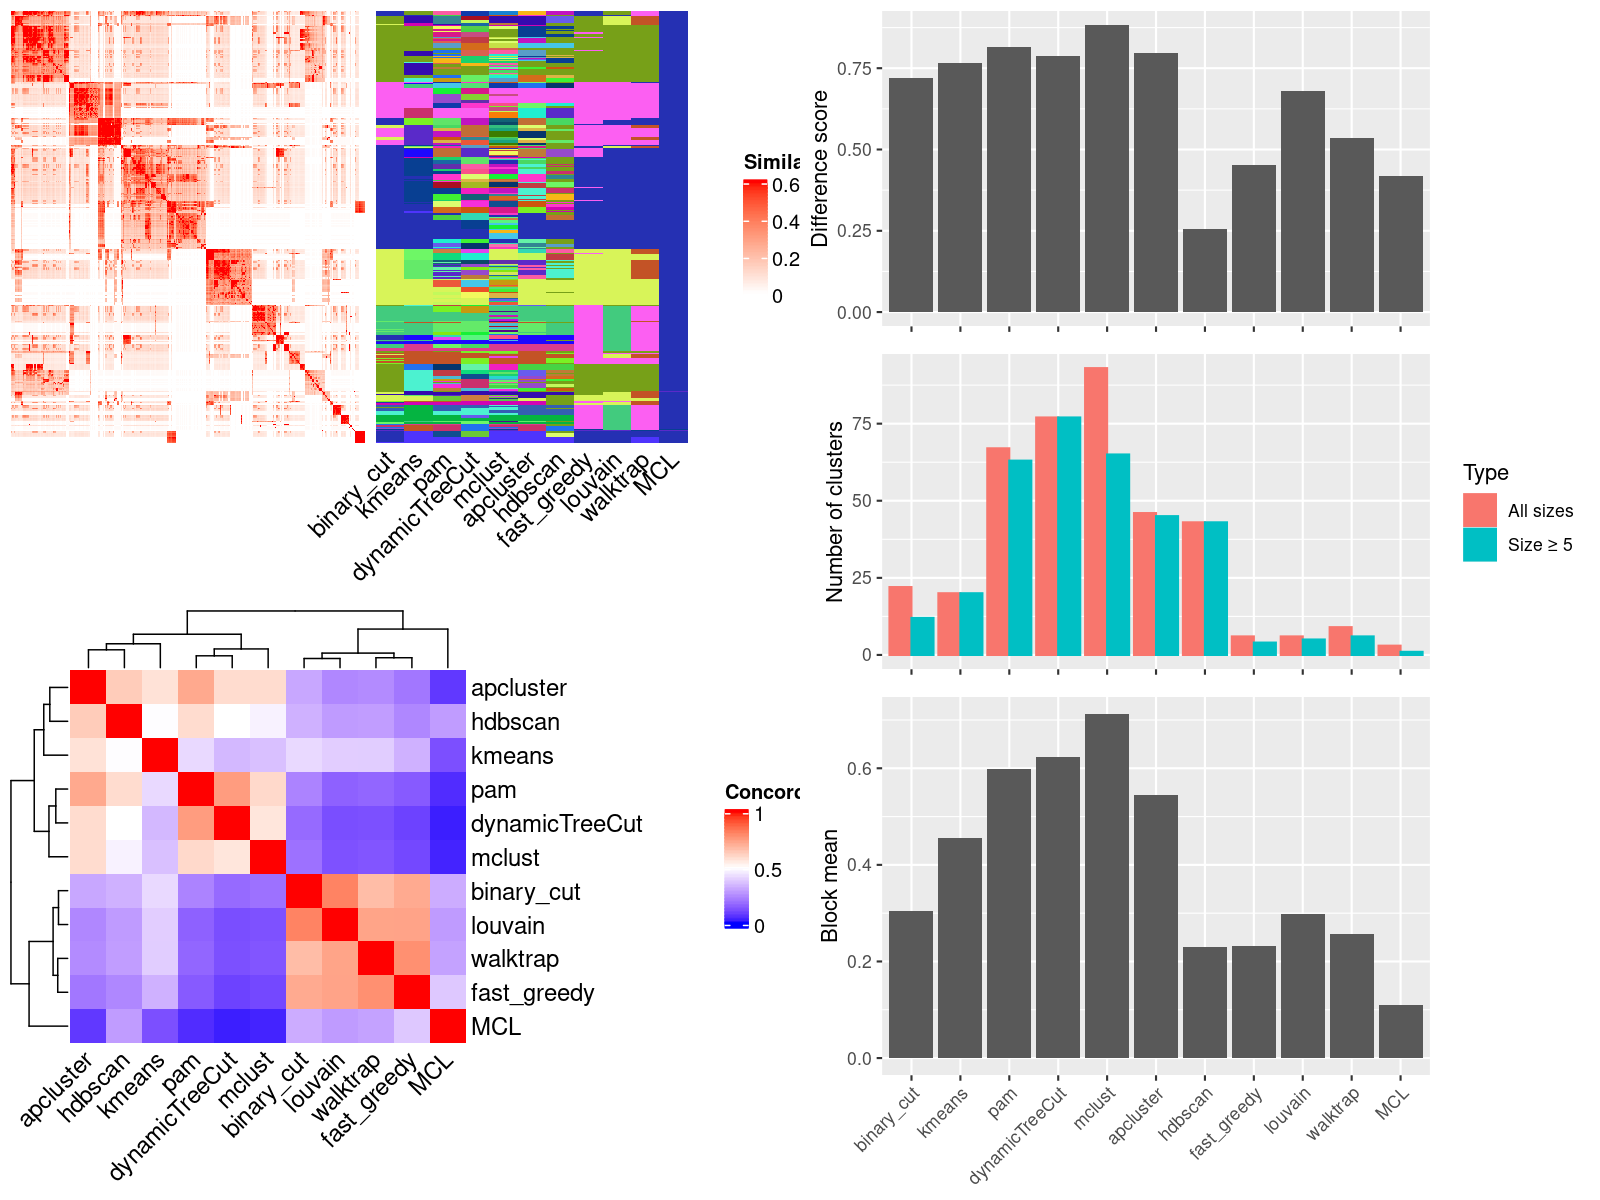 Simila
0.6
0.4
0.2
0
binary_cut
kmeans
pam
dynamicTreeCut
mclust
apcluster
hdbscan
fast_greedy
louvain
walktrap
MCL
apcluster
hdbscan
kmeans
pam
dynamicTreeCut
mclust
binary_cut
louvain
walktrap
fast_greedy
MCL
apcluster
hdbscan
kmeans
pam
dynamicTreeCut
mclust
binary_cut
louvain
walktrap
fast_greedy
MCL
Concord
1
0.5
0
Difference score
0.75
0.50
0.25
0.00
Number of clusters
75
50
25
0
Type
All sizes
Size ≥ 5
Block mean
0.6
0.4
0.2
0.0
binary_cut
kmeans
pam
dynamicTreeCut
mclust
apcluster
hdbscan
fast_greedy
louvain
walktrap
MCL